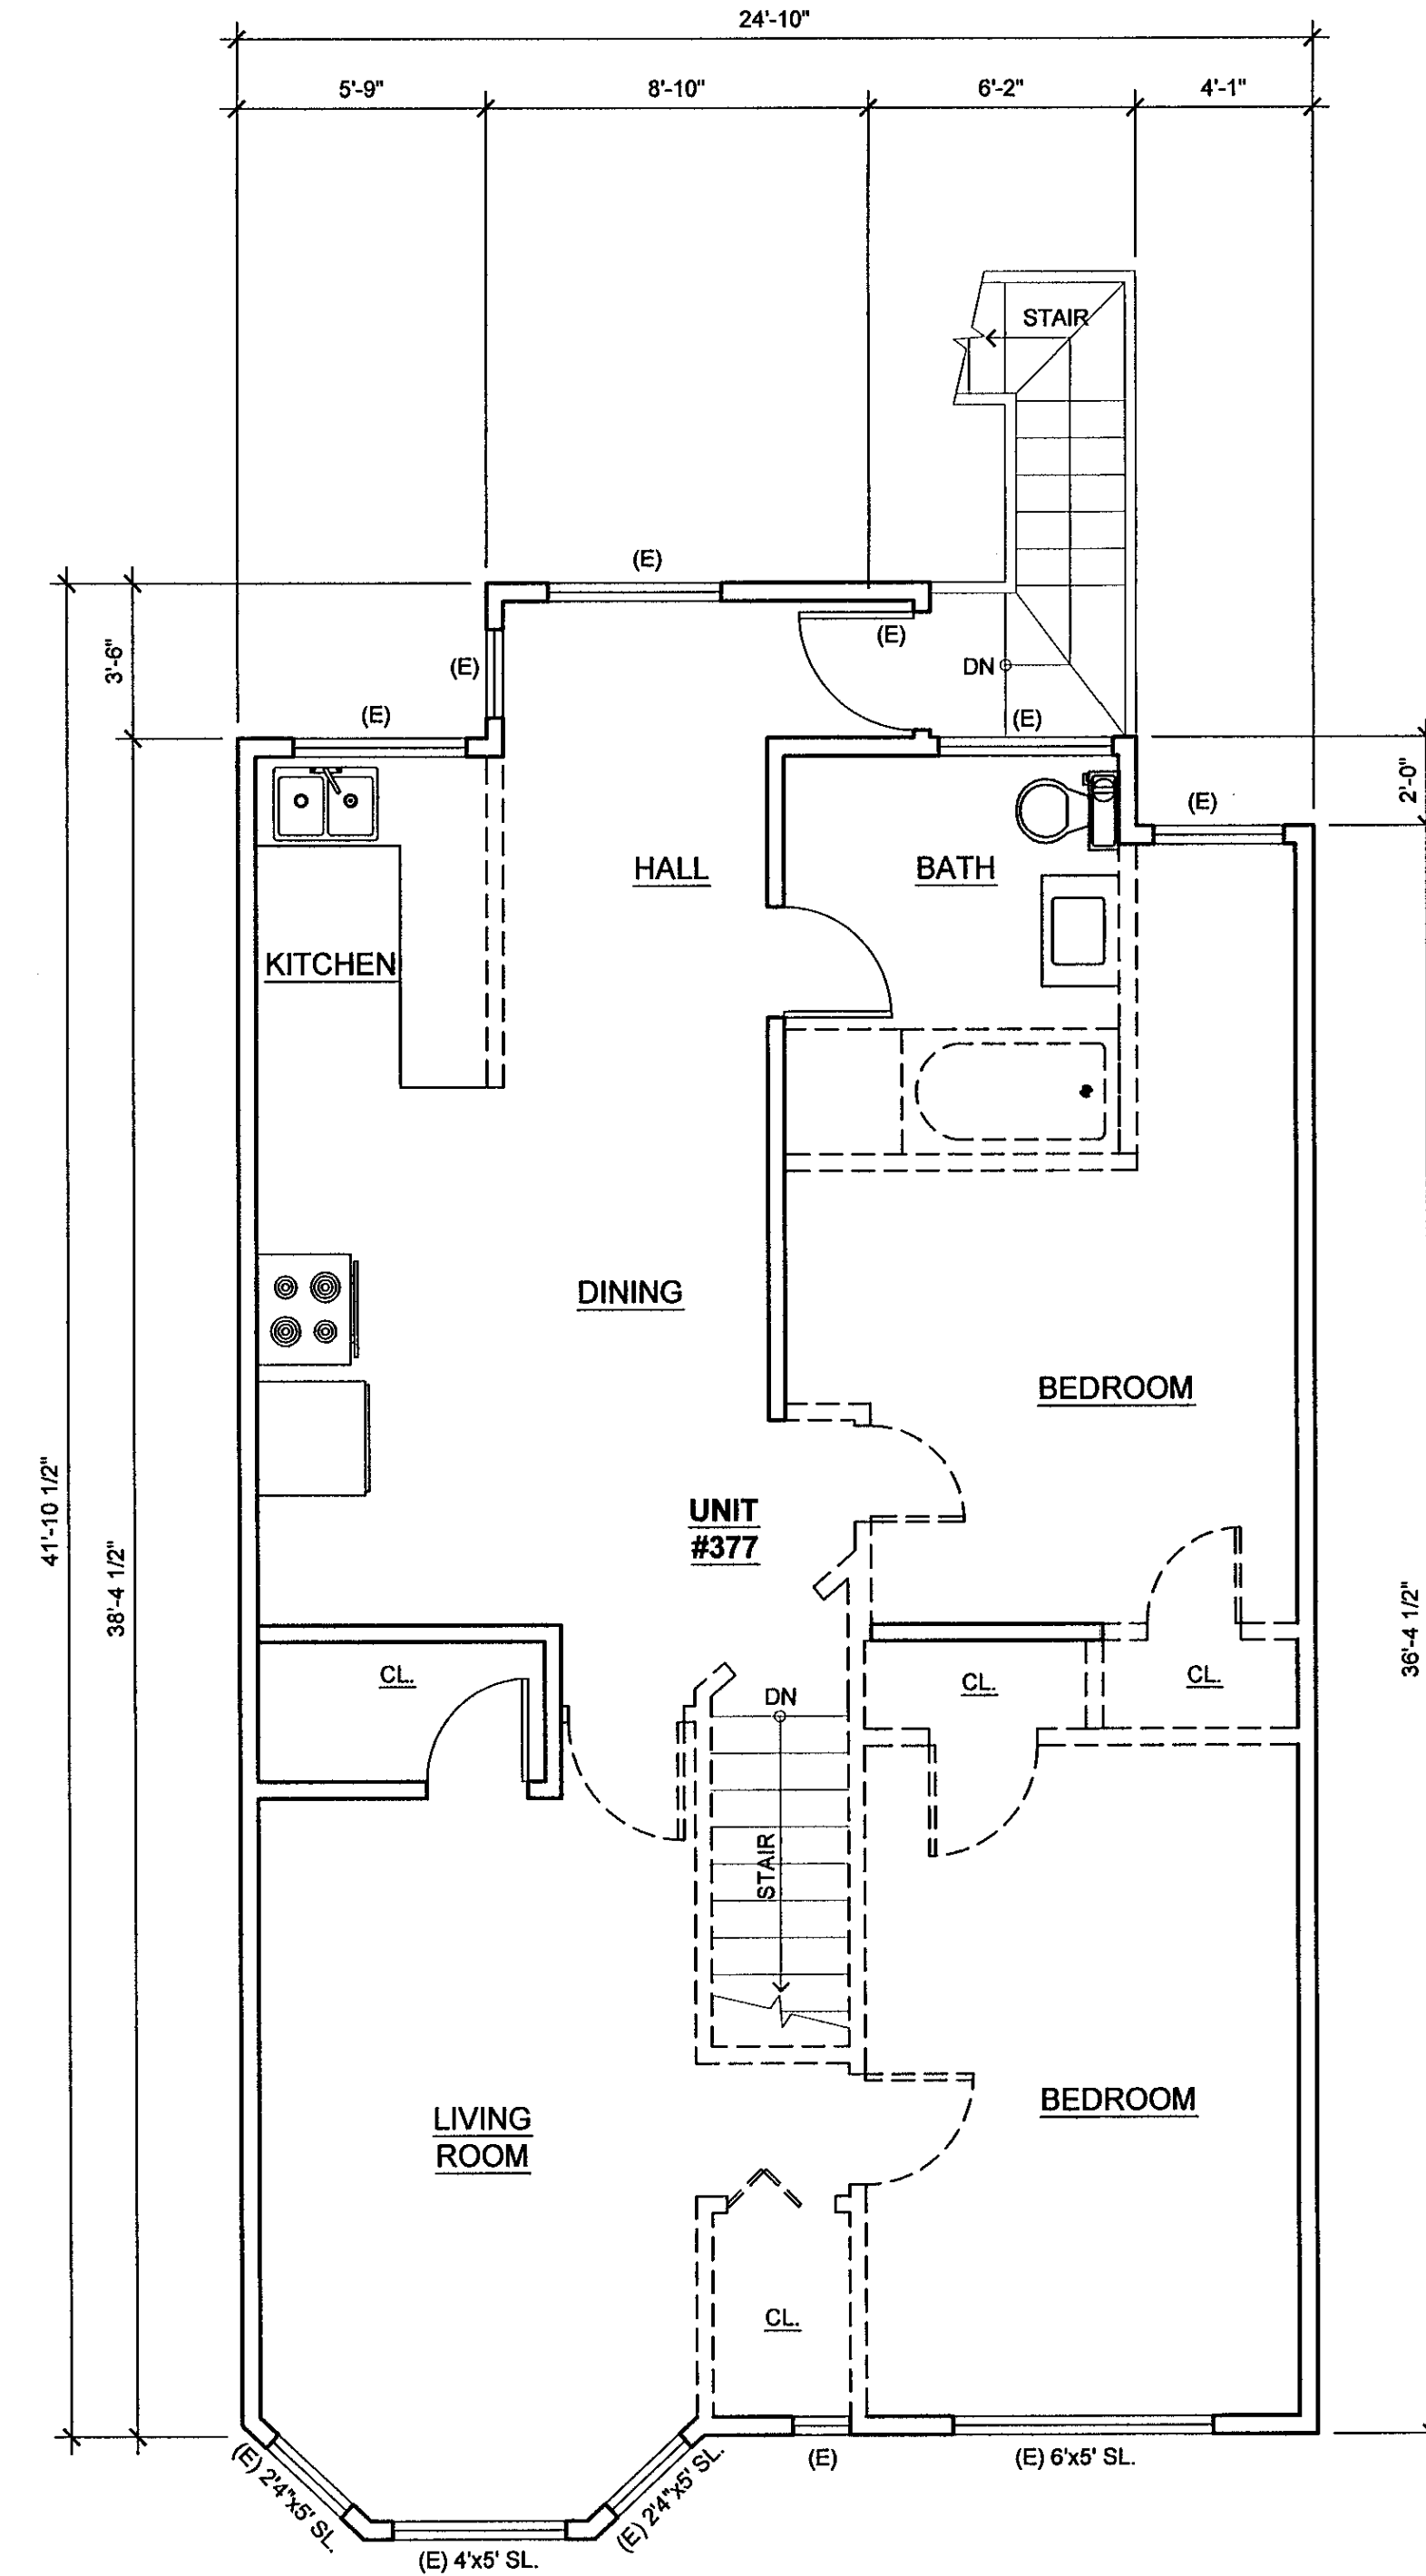 24'-10"
5'-9"
8'-10"
6'-2"
4'-1"
STAIR
(E)
3'-6"
(E)
(E)
DN
(E)
(E)
2'-0"
(E)
HALL
BATH
KITCHEN
DINING
BEDROOM
41'-10 1/2"
38'-4 1/2"
UNIT
#377
36'-4 1/2"
CL.
CL.
CL.
DN
STAIR
LIVING
ROOM
BEDROOM
CL.
(E) 2'4"x5' SL.
(E) 4'x5' SL.
(E) 2'4"x5' SL.
(E)
(E) 6'x5' SL.